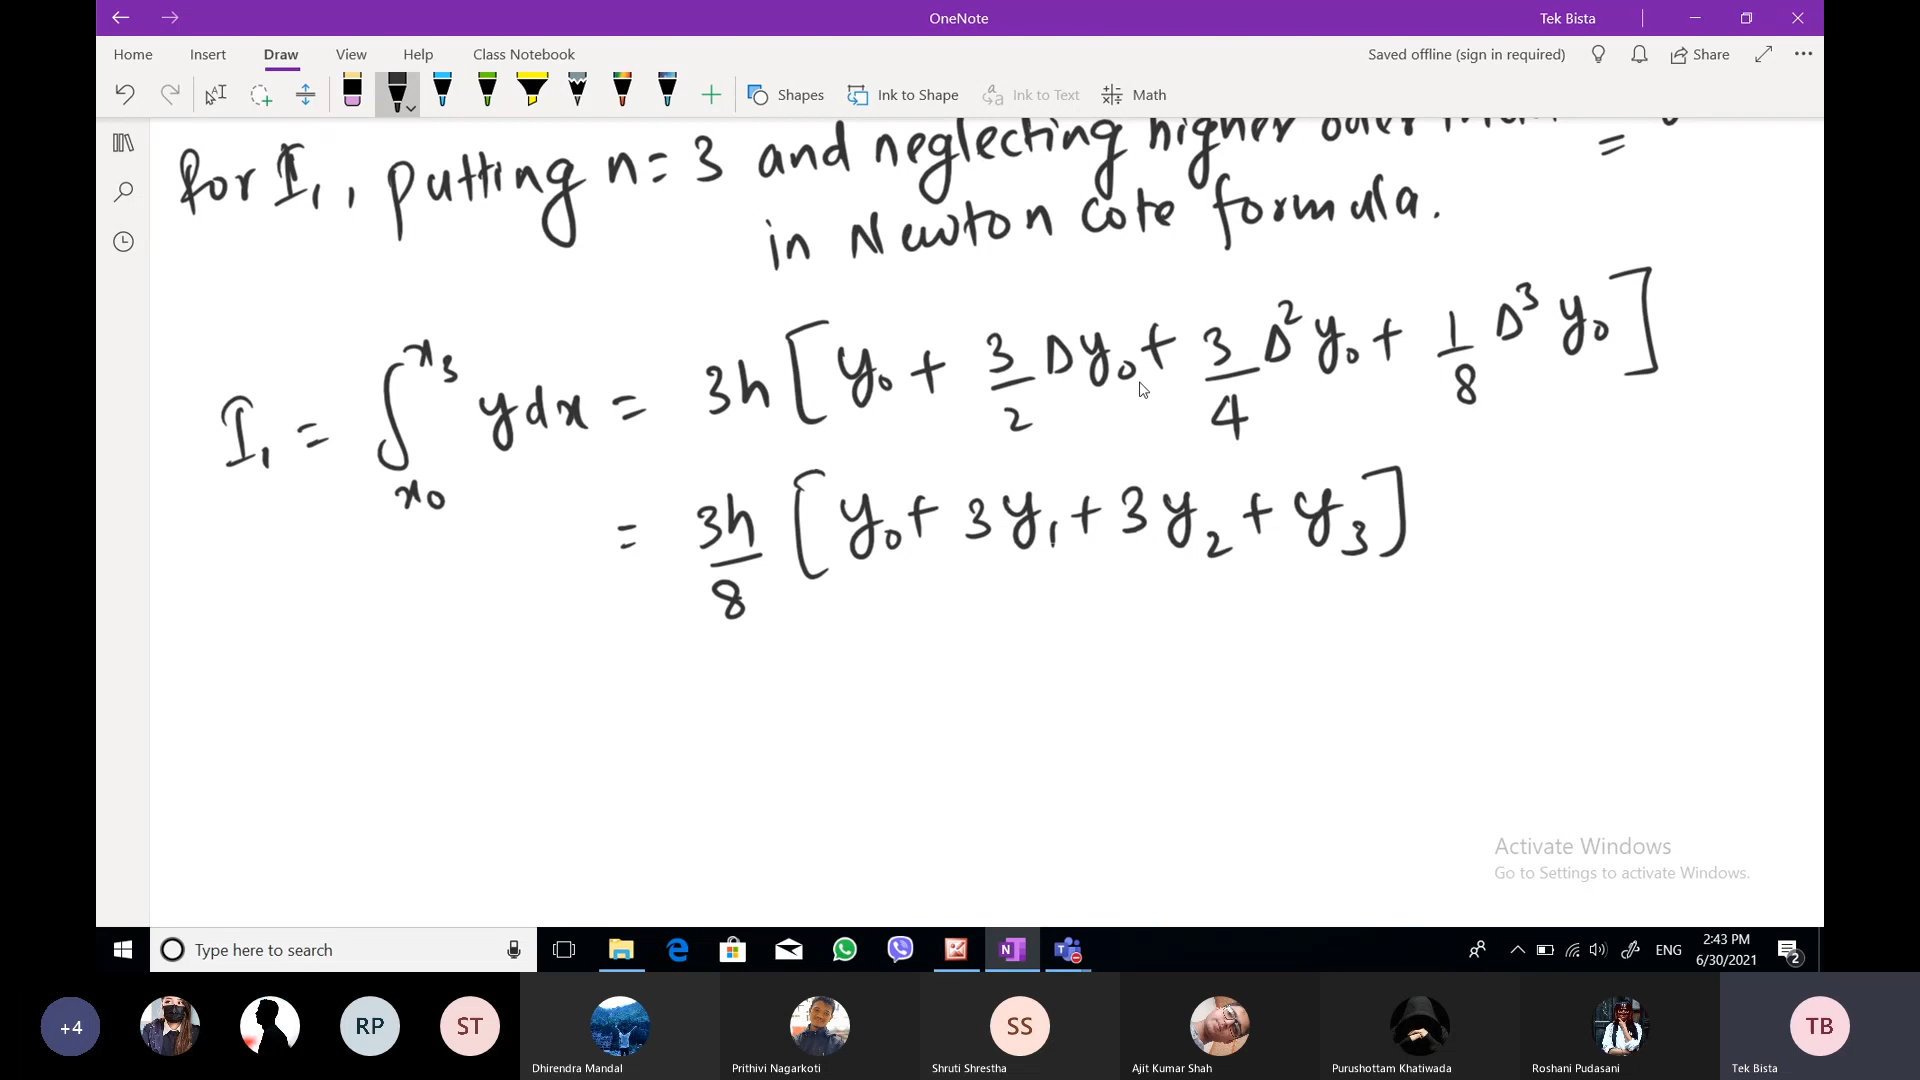 OneNote
Tek Bista
Home Insert Draw View Help Class Notebook
Saved offline (sign in required) Share
Shapes Ink to Shape Ink to Text Math
for I₁, putting n = 3 and neglecting higher
=
in Newton cote formula.
I₁ = ∫_{x₀}^{x₃} y dx = 3h [ y₀ + 3/2 Δy₀ + 3/4 Δ²y₀ + 1/8 Δ³y₀ ]
= 3h/8 [ y₀ + 3y₁ + 3y₂ + y₃ ]
Activate Windows
Go to Settings to activate Windows.
Type here to search
ENG
2:43 PM
6/30/2021
2
+4 RP ST SS TB
Dhirendra Mandal Prithivi Nagarkoti Shruti Shrestha Ajit Kumar Shah Purushottam Khatiwada Roshani Pudasani Tek Bista